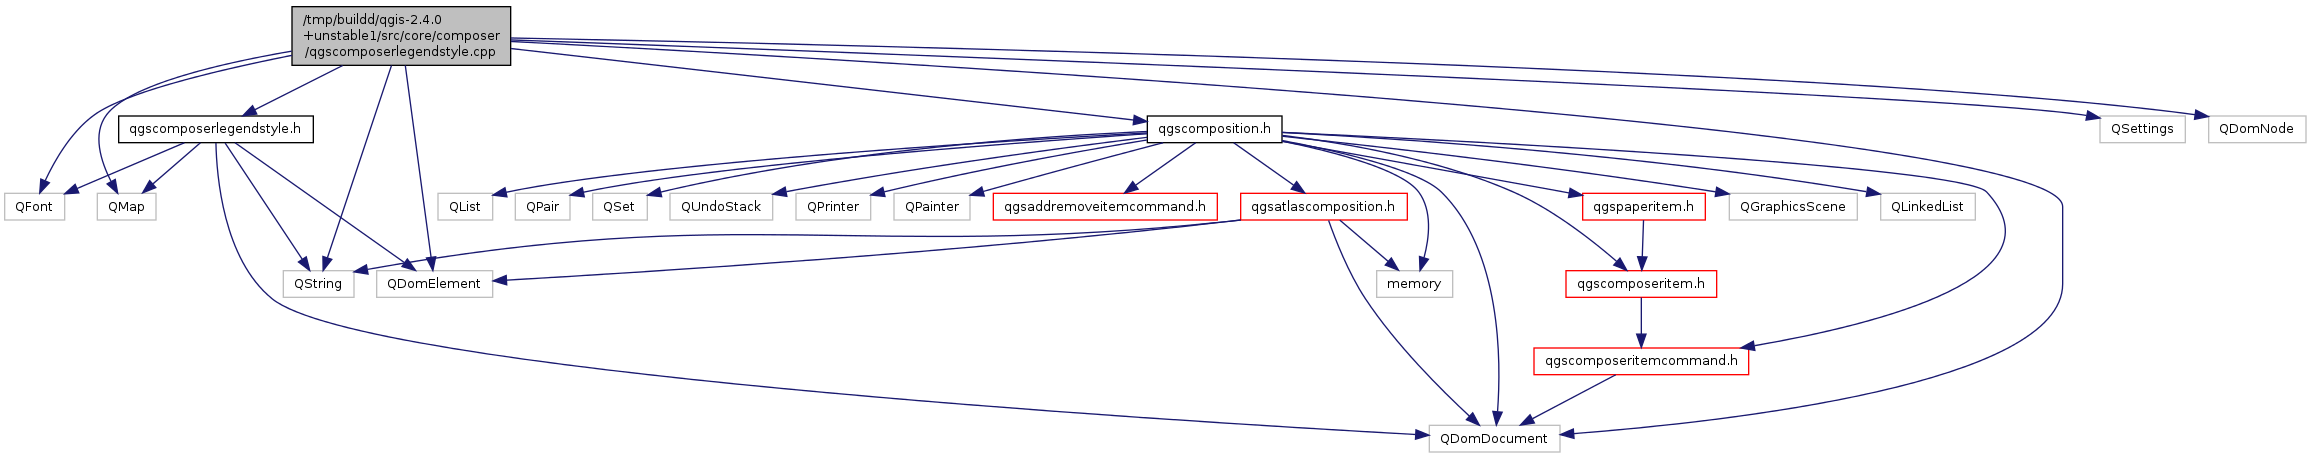 /tmp/buildd/qgis-2.4.0
+unstable1/src/core/composer
/qgscomposerlegendstyle.cpp
qgscomposerlegendstyle.h
qgscomposition.h
QSettings
QDomNode
QFont
QMap
QList
QPair
QSet
QUndoStack
QPrinter
QPainter
qgsaddremoveitemcommand.h
qgsatlascomposition.h
qgspaperitem.h
QGraphicsScene
QLinkedList
QString
QDomElement
memory
qgscomposeritem.h
qgscomposeritemcommand.h
QDomDocument